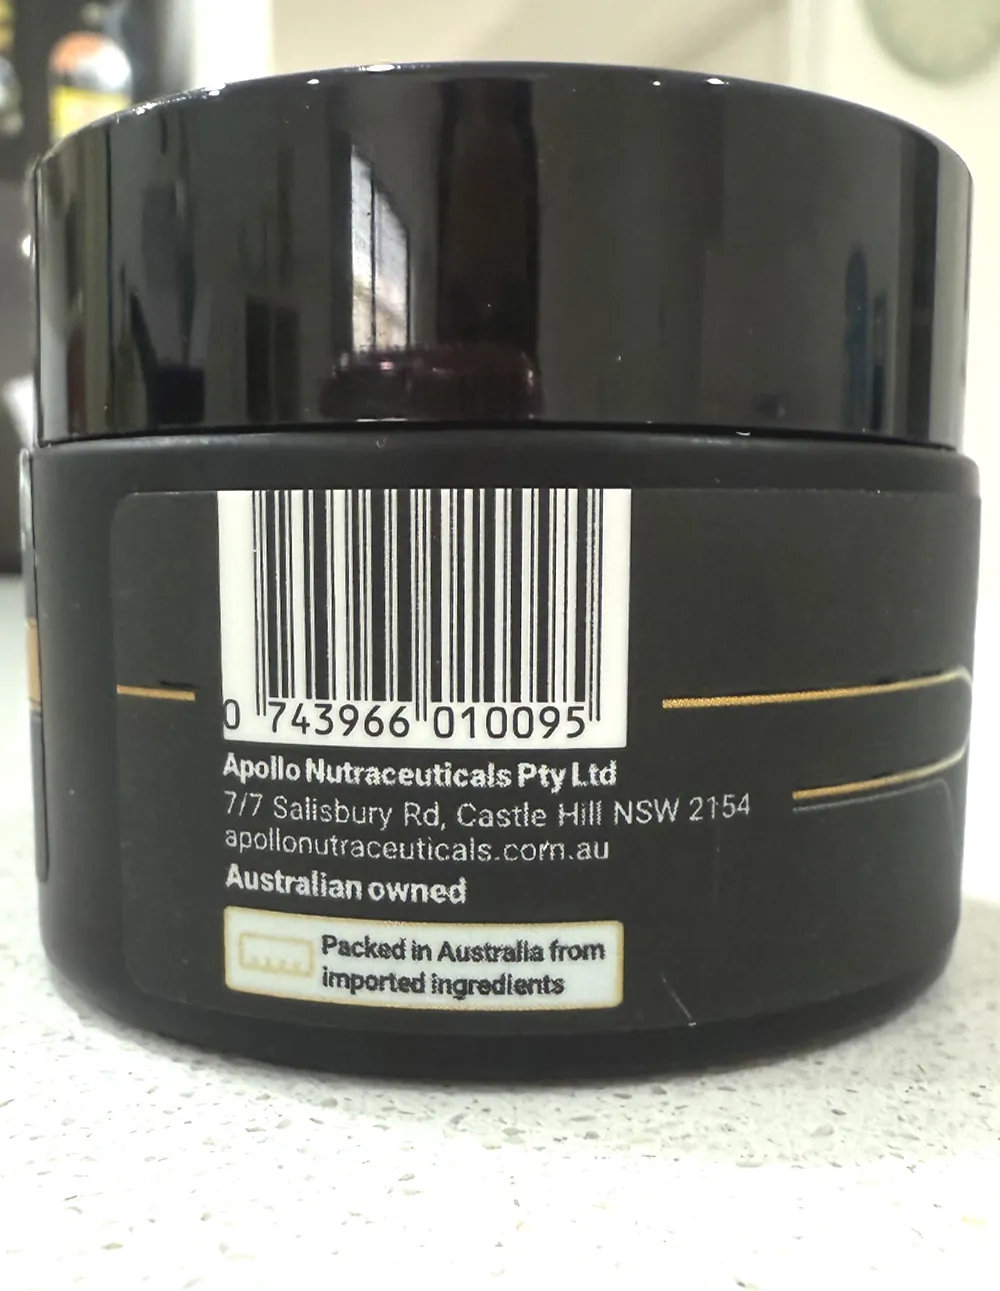 0 743966 010095
Apollo Nutraceuticals Pty Ltd
7/7 Salisbury Rd, Castle Hill NSW 2154
apollonutraceuticals.com.au
Australian owned
Packed in Australia from
imported ingredients